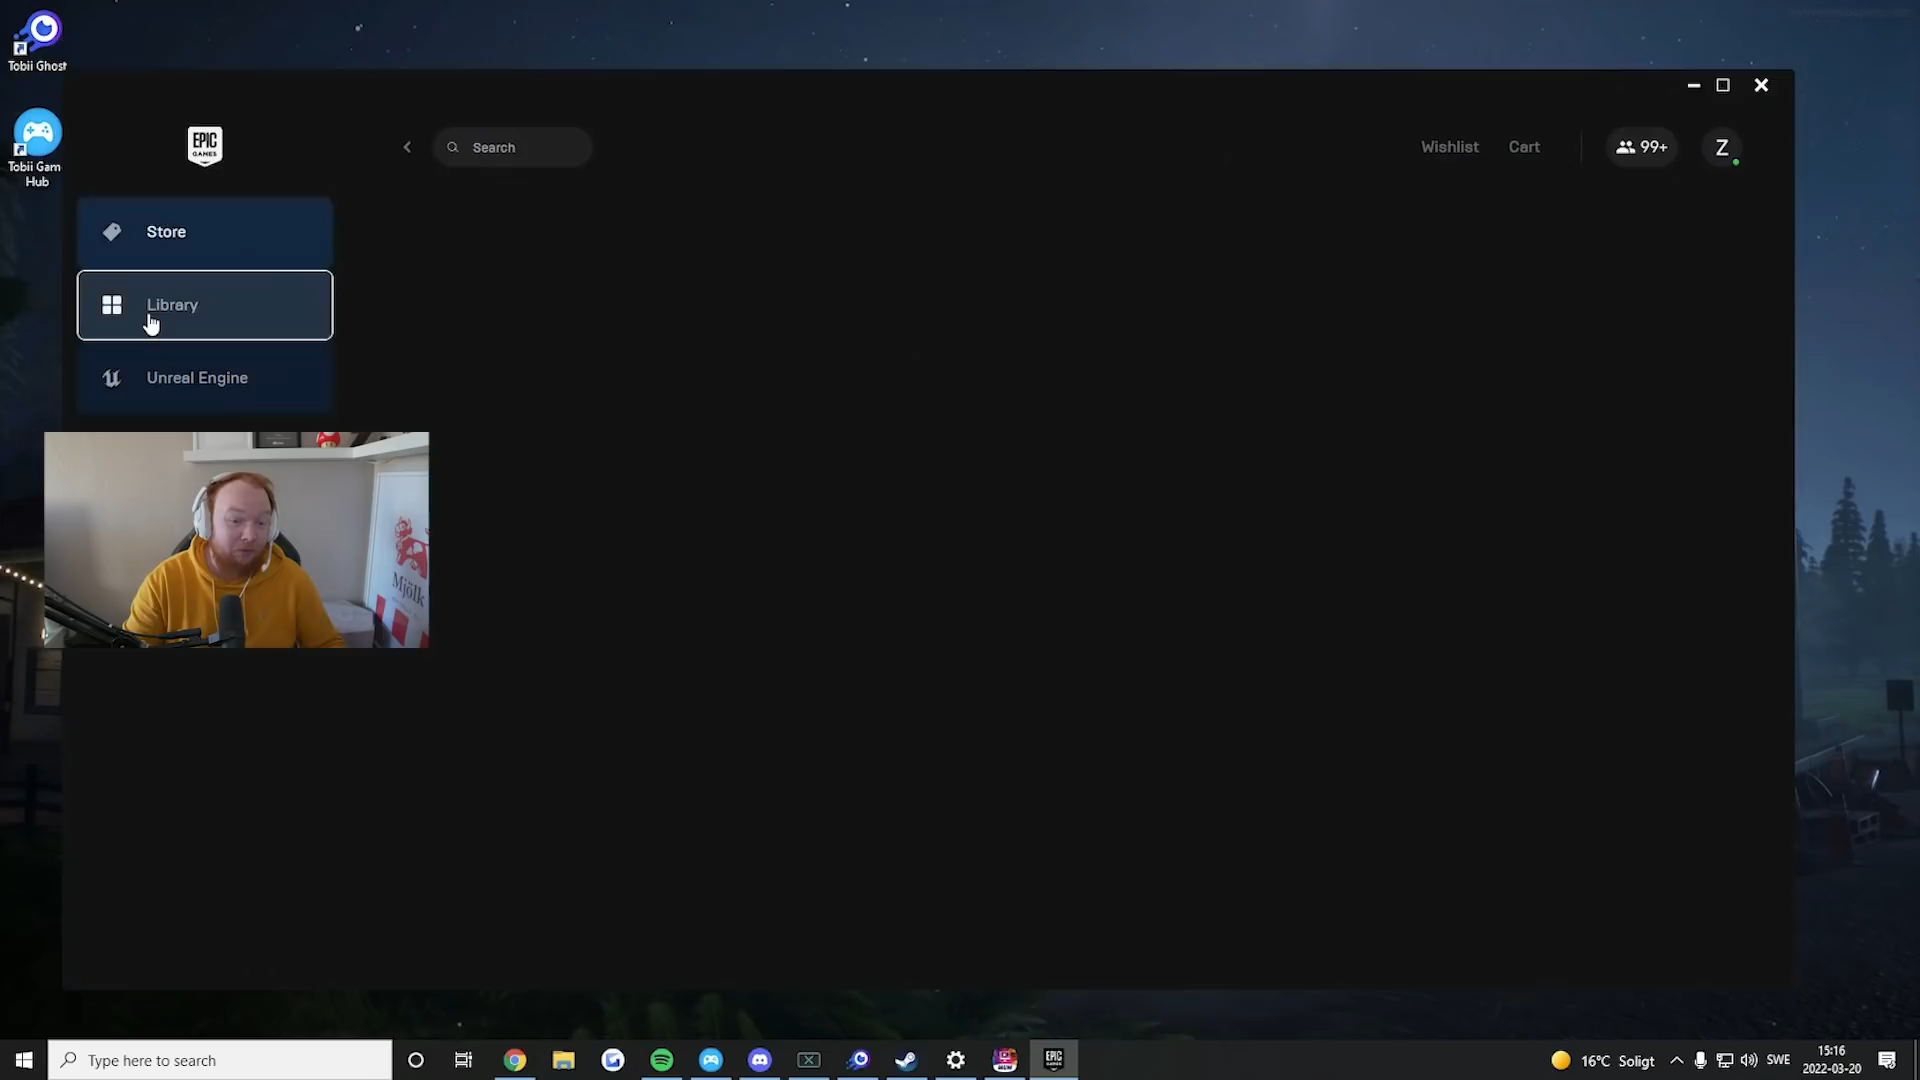 Tobii Ghost
Tobii Gam
Hub
EPIC
GAMES
Search
Wishlist
Cart
99+
Z
Store
Library
Unreal Engine
Mjölk
Type here to search
EPIC
16°C Soligt
SWE
15:16
2022-03-20